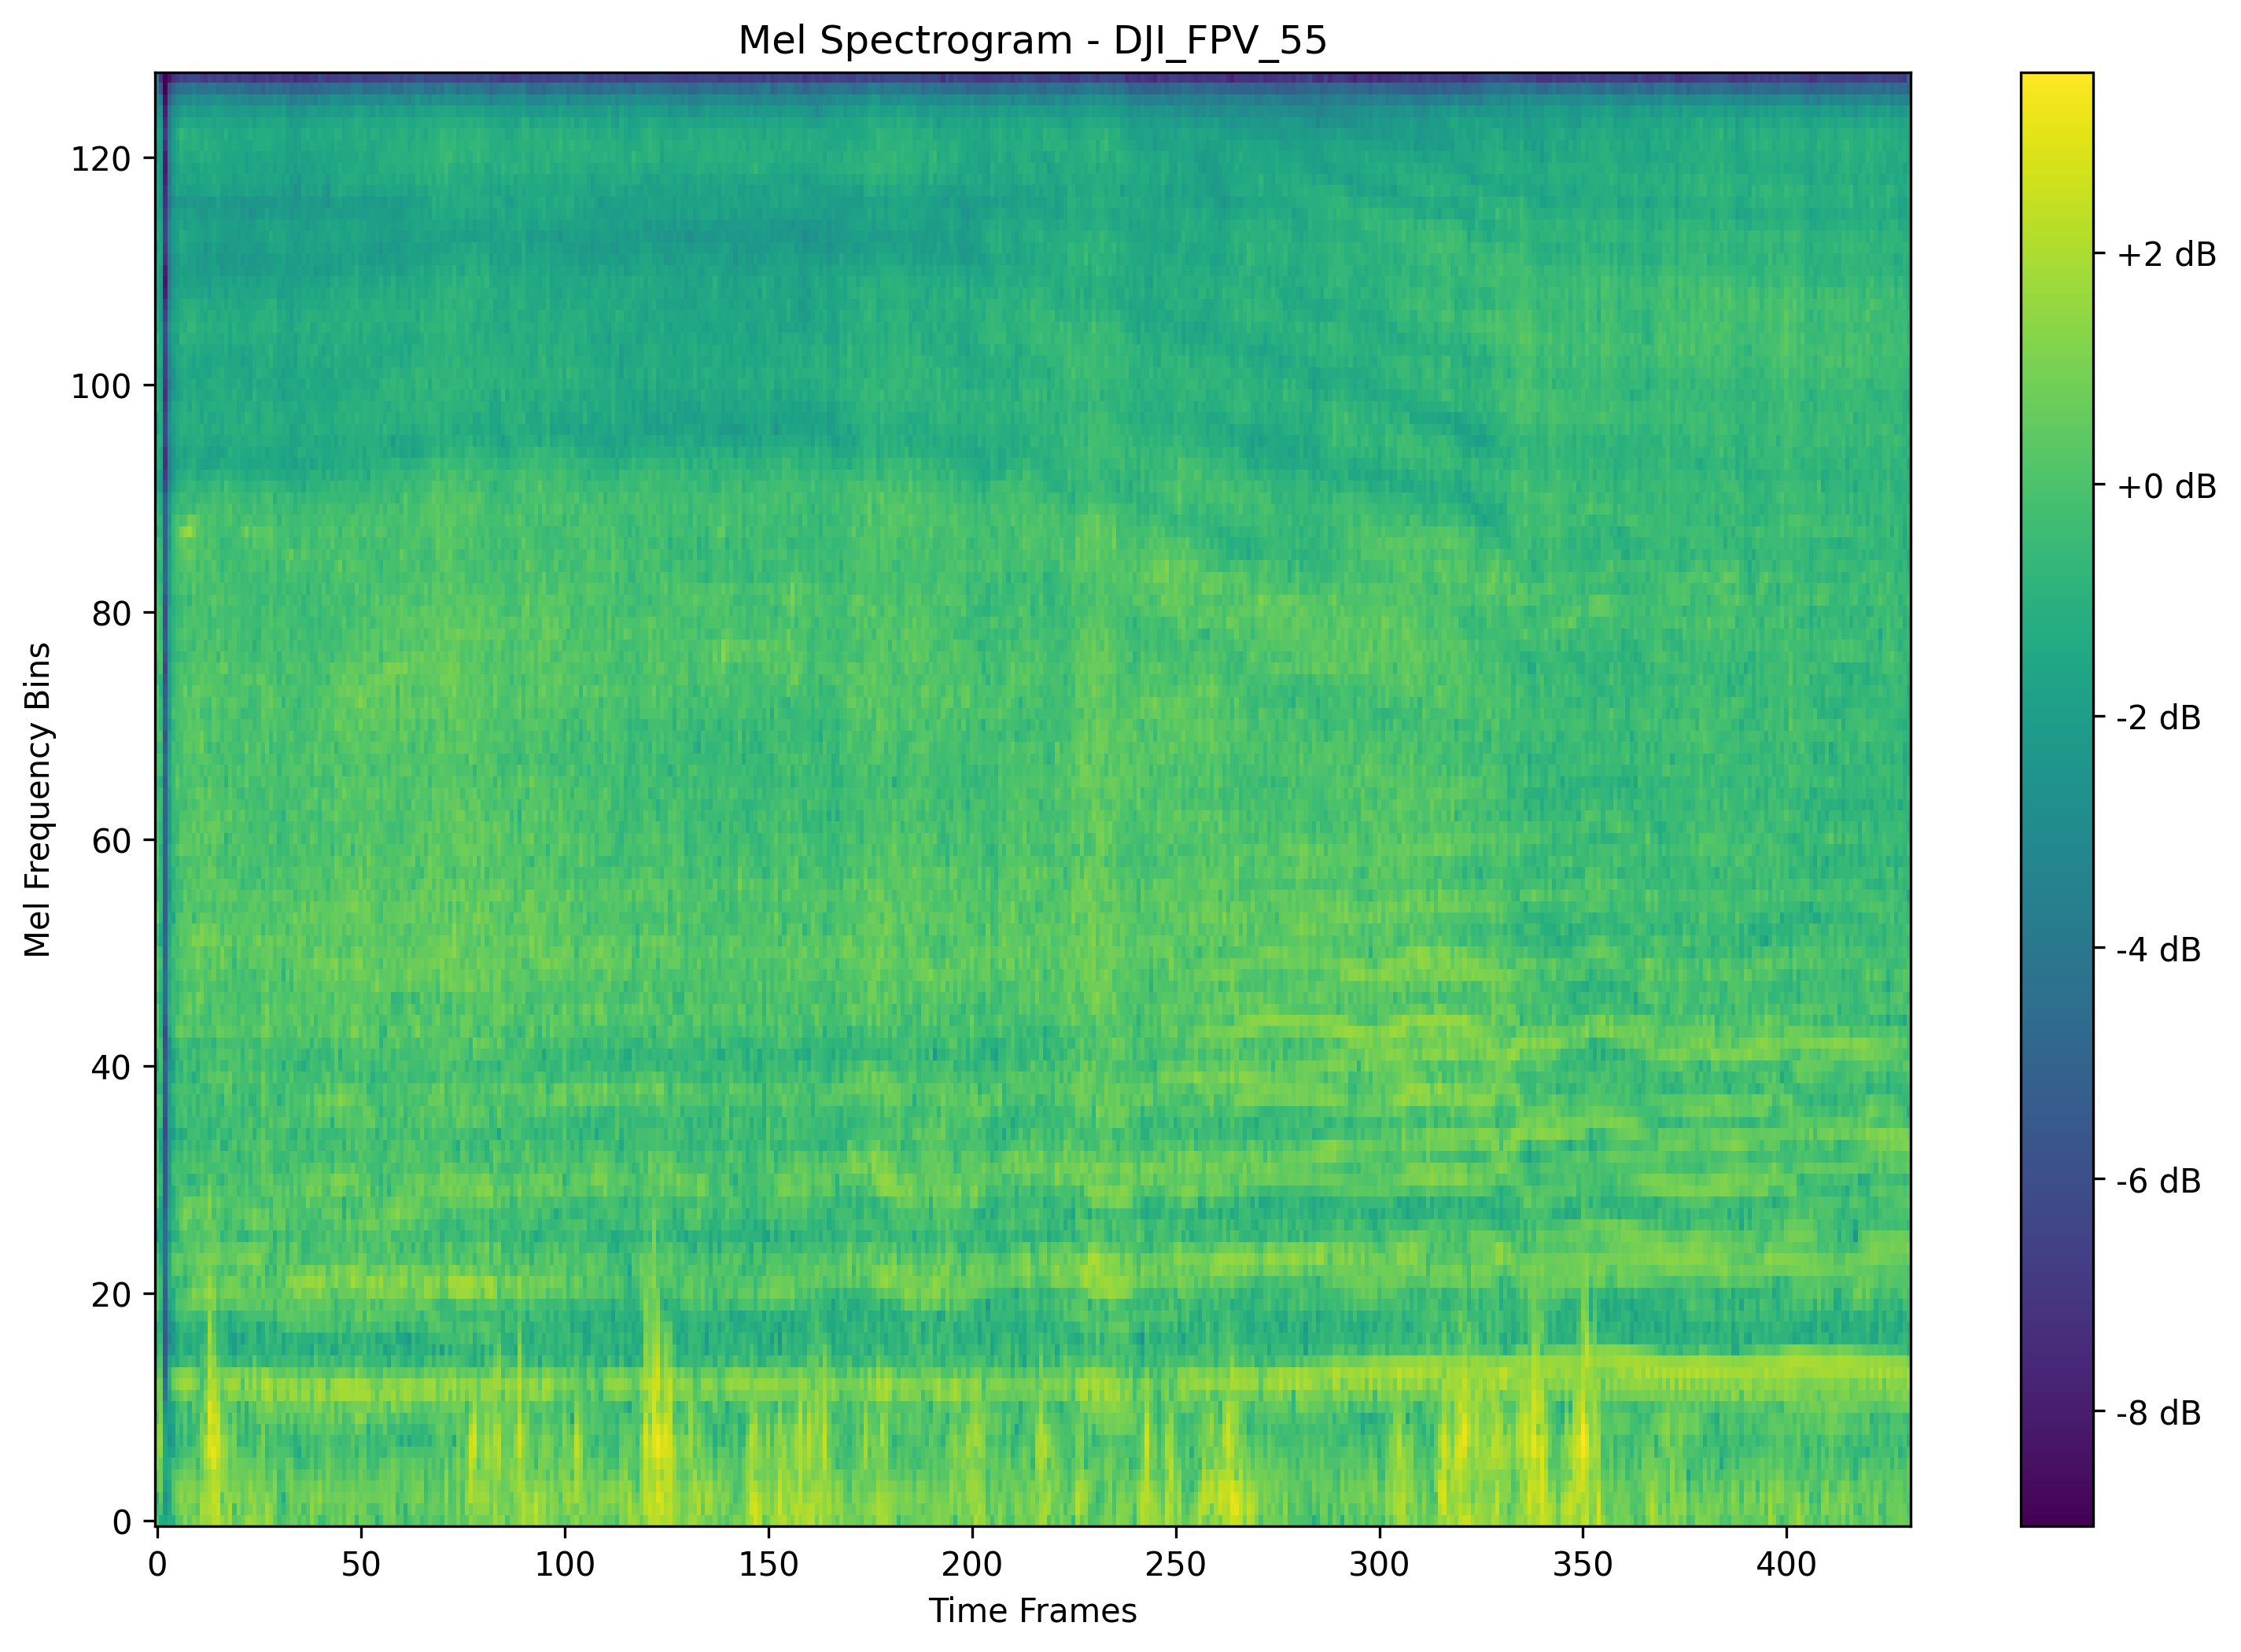 Mel Spectrogram - DJI_FPV_55
Mel Frequency Bins
120
100
80
60
40
20
0
0 50 100 150 200 250 300 350 400
Time Frames
+2 dB
+0 dB
-2 dB
-4 dB
-6 dB
-8 dB